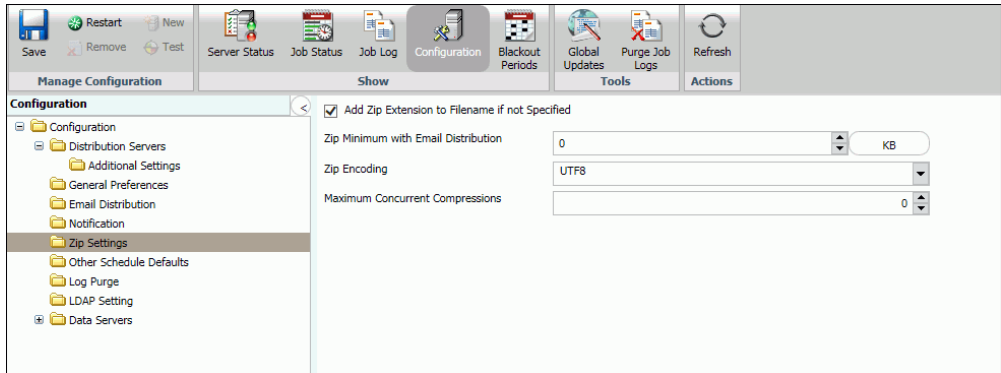 Restart New
Save Remove Test Server Status Job Status Job Log Configuration Blackout Periods Global Updates Purge Job Logs Refresh
Manage Configuration Show Tools Actions
Configuration <
Add Zip Extension to Filename if not Specified
Zip Minimum with Email Distribution 0 KB
Zip Encoding UTF8
Maximum Concurrent Compressions 0
Configuration
Distribution Servers
Additional Settings
General Preferences
Email Distribution
Notification
Zip Settings
Other Schedule Defaults
Log Purge
LDAP Setting
Data Servers